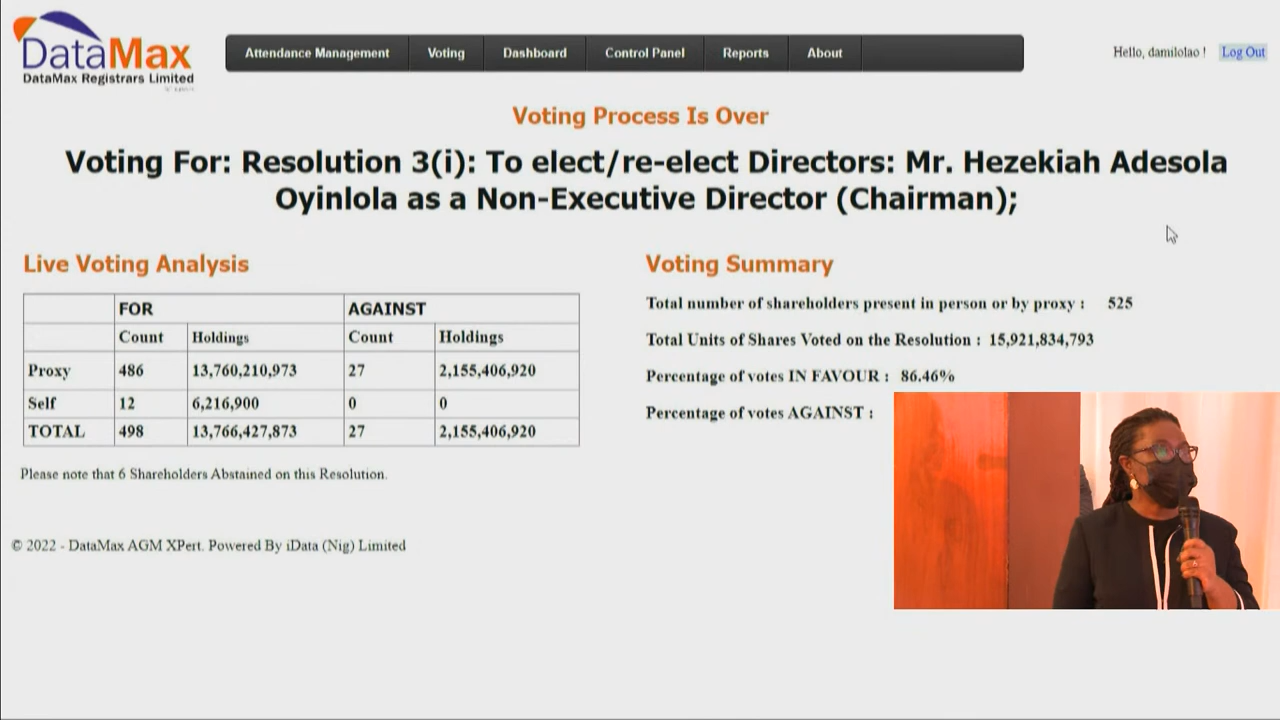 DataMax
DataMax Registrars Limited
Attendance Management Voting Dashboard Control Panel Reports About
Hello, damilolao ! Log Out
Voting Process Is Over
Voting For: Resolution 3(i): To elect/re-elect Directors: Mr. Hezekiah Adesola
Oyinlola as a Non-Executive Director (Chairman);
Live Voting Analysis
FOR AGAINST
Count Holdings Count Holdings
Proxy 486 13,760,210,973 27 2,155,406,920
Self 12 6,216,900 0 0
TOTAL 498 13,766,427,873 27 2,155,406,920
Please note that 6 Shareholders Abstained on this Resolution.
Voting Summary
Total number of shareholders present in person or by proxy : 525
Total Units of Shares Voted on the Resolution : 15,921,834,793
Percentage of votes IN FAVOUR : 86.46%
Percentage of votes AGAINST :
© 2022 - DataMax AGM XPert. Powered By iData (Nig) Limited